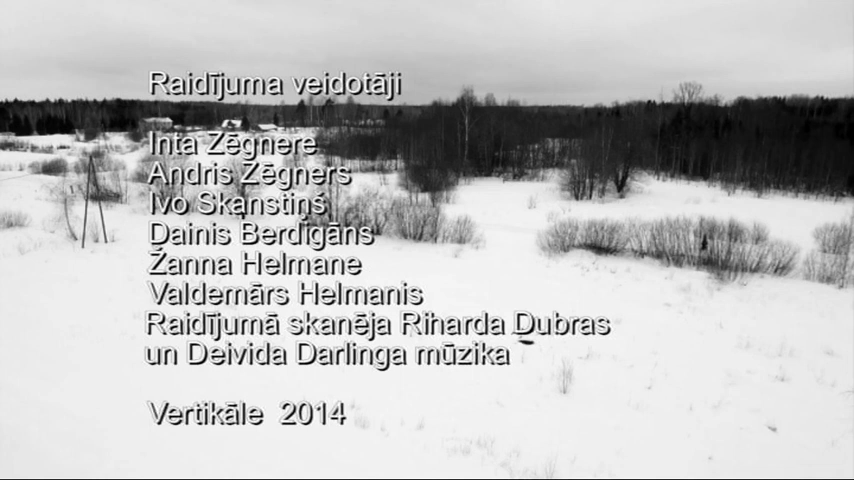 Raidījuma veidotāji
Inta Zēgnere
Andris Zēgners
Ivo Skanstiņš
Dainis Berdigāns
Žanna Helmane
Valdemārs Helmanis
Raidījumā skanēja Riharda Dubras
un Deivida Darlinga mūzika
Vertikāle 2014